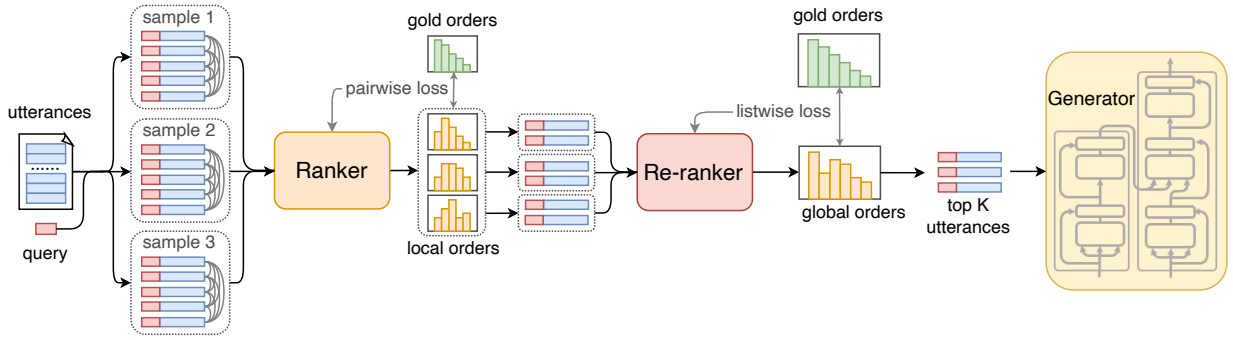 utterances
......
query
sample 1
sample 2
sample 3
Ranker
pairwise loss
gold orders
local orders
Re-ranker
listwise loss
gold orders
global orders
top K
utterances
Generator